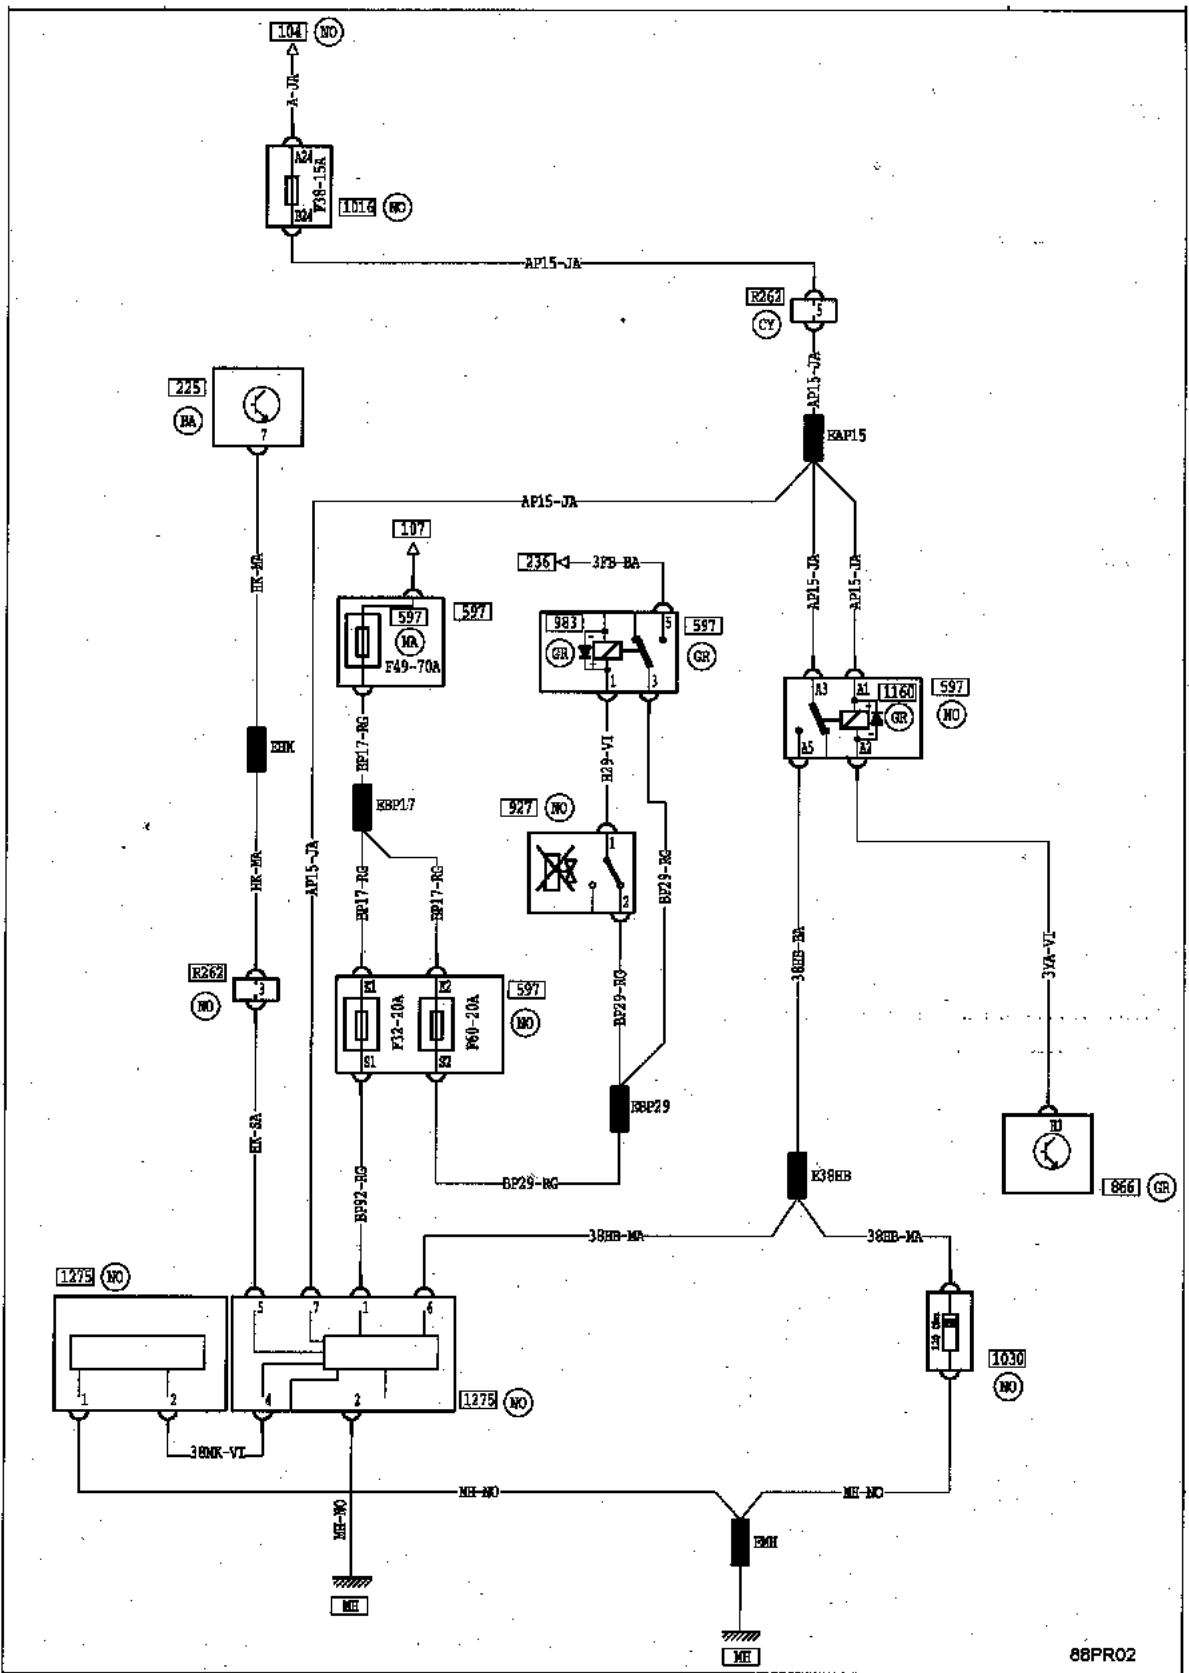 104 NO
A-JA
A24
F38-15A
B24
1016 NO
AP15-JA
R262
5
CY
AP15-JA
225
BA
7
EAP15
AP15-JA
107
236 3FB-BA
HK-MA
AP15-JA
AP15-JA
597
597
MA
F49-70A
983
5
597
GR
GR
1
3
A3
A1
1160
597
GR
NO
A5
A2
BP17-RG
H29-VI
EHK
EBP17
927 NO
1
HK-MA
AP15-JA
BP17-RG
BP17-RG
BP29-RG
38HB-BA
3YA-VI
R262
3
NO
E1
E2
597
F32-20A
F60-20A
NO
S1
S2
BP29-RG
EBP29
HK-SA
BP92-RG
BP29-RG
E38HB
866 GR
38HB-MA
38HB-MA
1275 NO
5
7
1
6
1030
NO
1
2
4
2
1275 NO
38MK-VI
MH-NO
MH-NO
MH-NO
EMH
MH
MH
88PR02